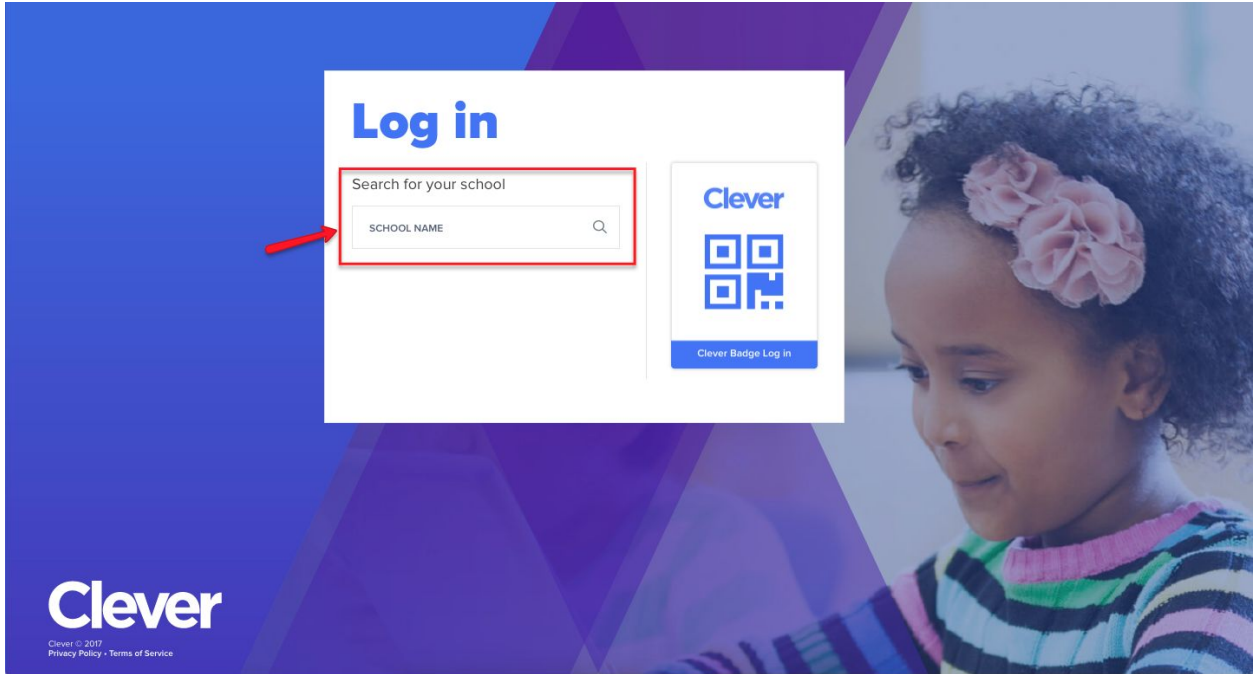 Log in
Search for your school
SCHOOL NAME
Clever
Clever Badge Log in
Clever
Clever © 2017
Privacy Policy • Terms of Service